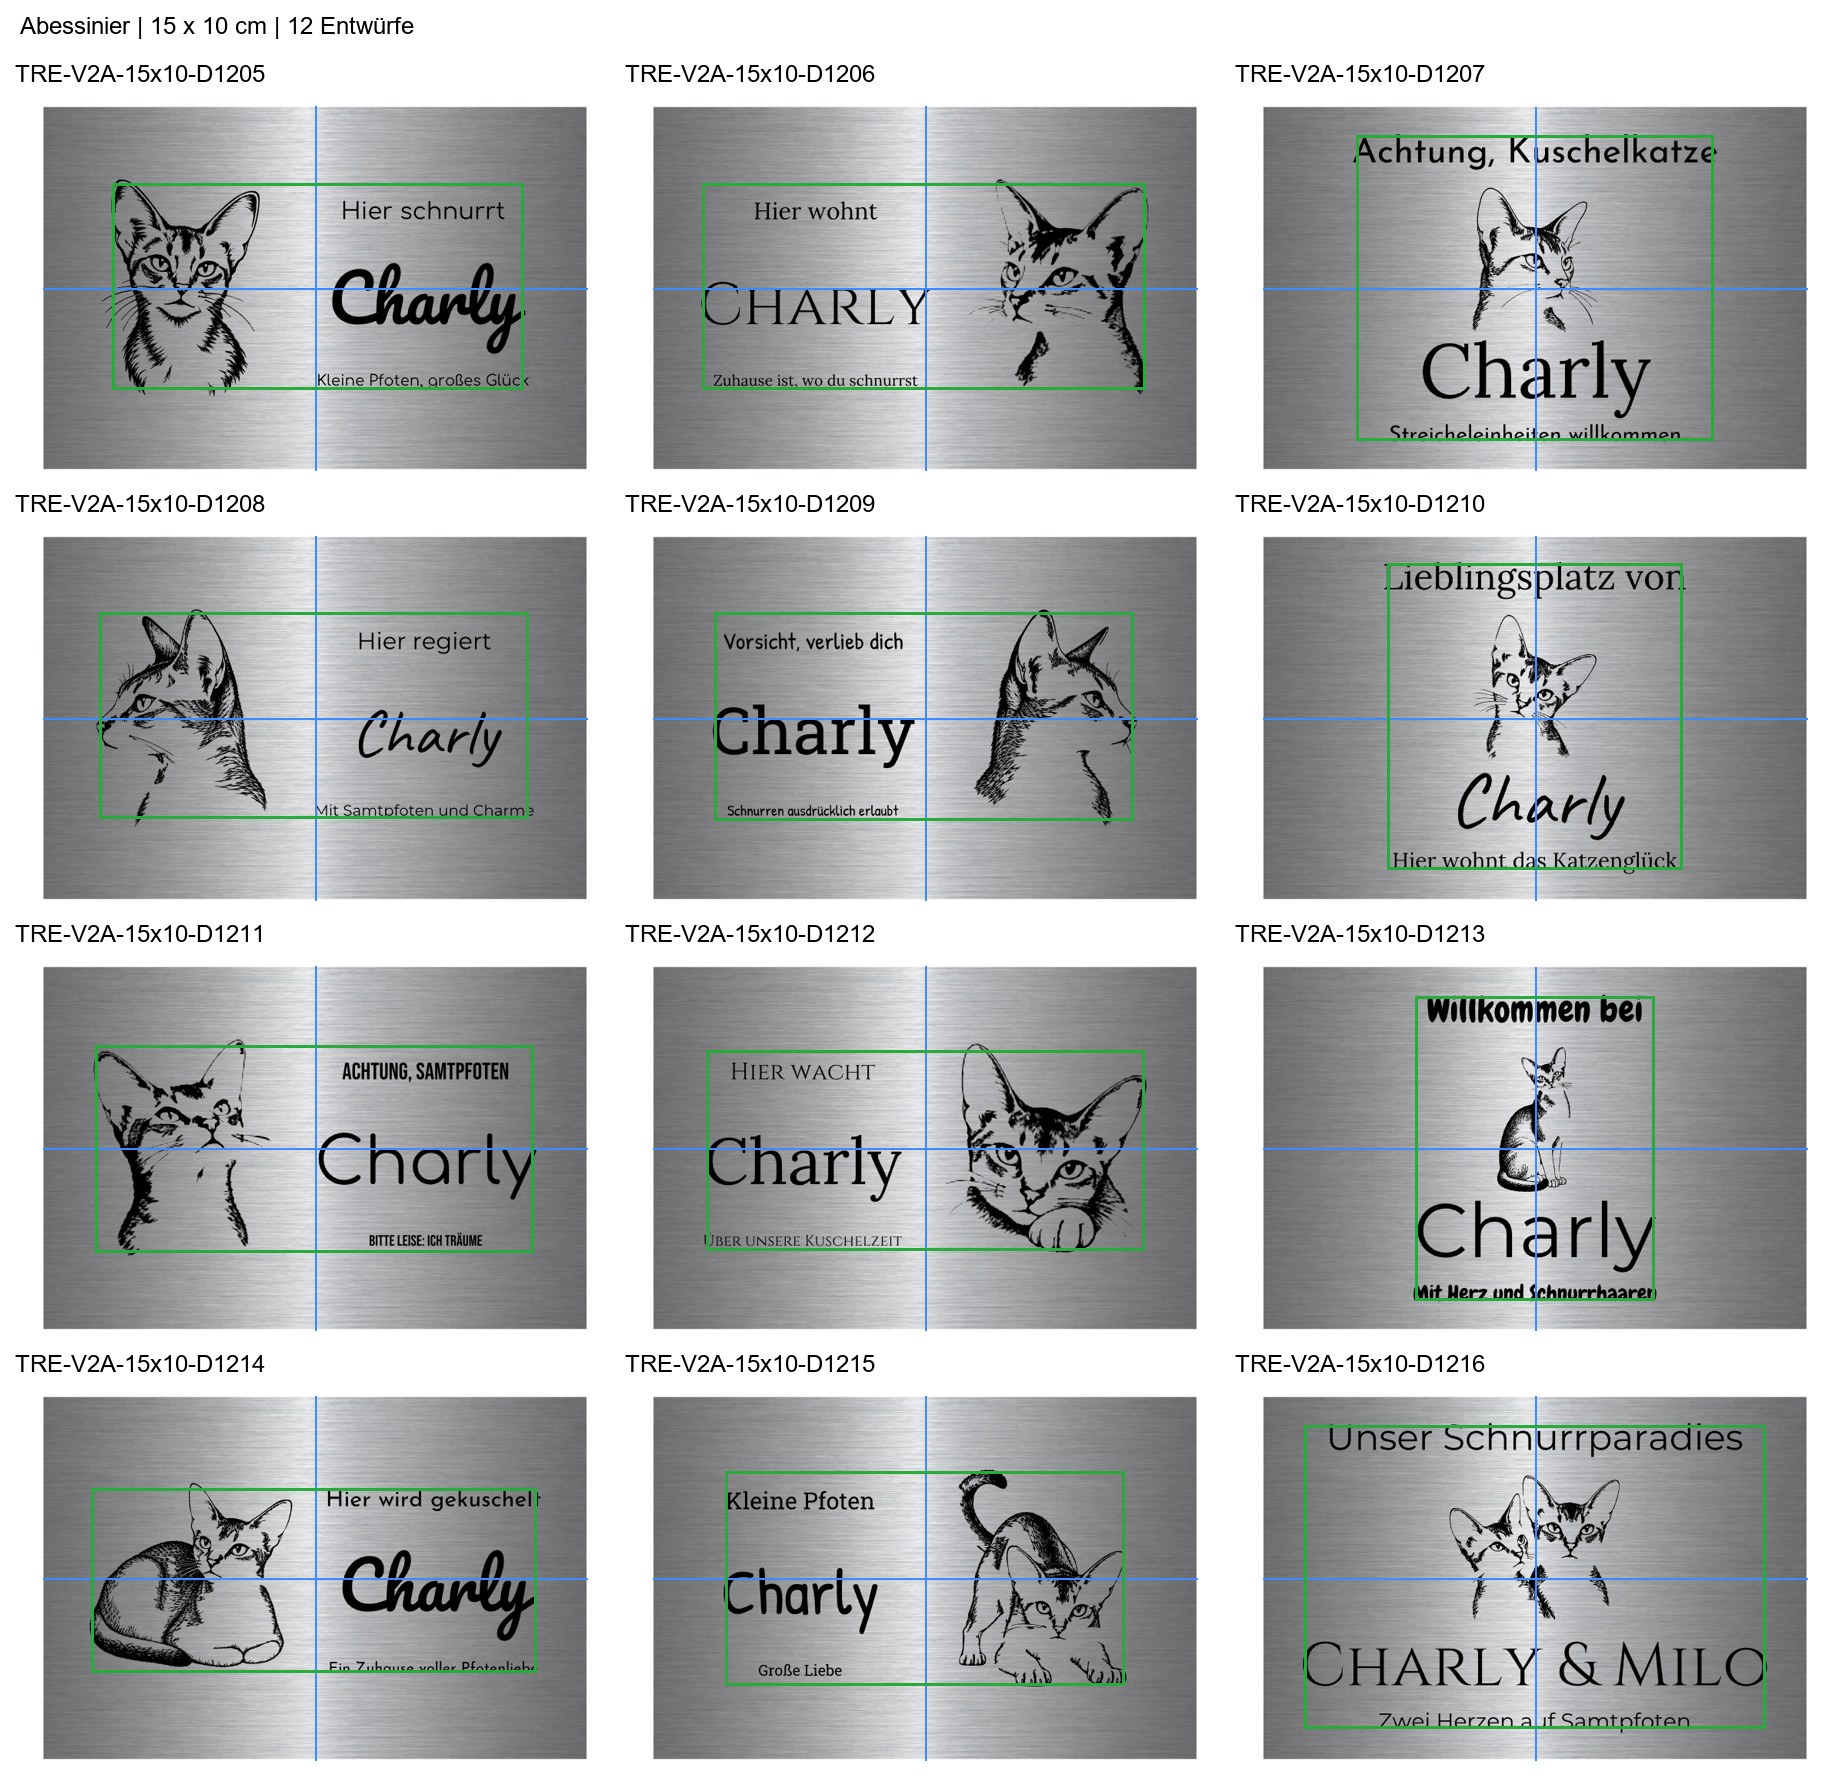 Abessinier | 15 x 10 cm | 12 Entwürfe
TRE-V2A-15x10-D1205
Hier schnurrt
Charly
Kleine Pfoten, großes Glück
TRE-V2A-15x10-D1206
Hier wohnt
CHARLY
Zuhause ist, wo du schnurrst
TRE-V2A-15x10-D1207
Achtung, Kuschelkatze
Charly
Streicheleinheiten willkommen
TRE-V2A-15x10-D1208
Hier regiert
Charly
Mit Samtpfoten und Charme
TRE-V2A-15x10-D1209
Vorsicht, verlieb dich
Charly
Schnurren ausdrücklich erlaubt
TRE-V2A-15x10-D1210
Lieblingsplatz von
Charly
Hier wohnt das Katzenglück
TRE-V2A-15x10-D1211
ACHTUNG, SAMTPFOTEN
Charly
BITTE LEISE: ICH TRÄUME
TRE-V2A-15x10-D1212
HIER WACHT
Charly
ÜBER UNSERE KUSCHELZEIT
TRE-V2A-15x10-D1213
Willkommen bei
Charly
Mit Herz und Schnurrhaaren
TRE-V2A-15x10-D1214
Hier wird gekuschelt
Charly
Ein Zuhause voller Pfotenliebe
TRE-V2A-15x10-D1215
Kleine Pfoten
Charly
Große Liebe
TRE-V2A-15x10-D1216
Unser Schnurrparadies
CHARLY & MILO
Zwei Herzen auf Samtpfoten